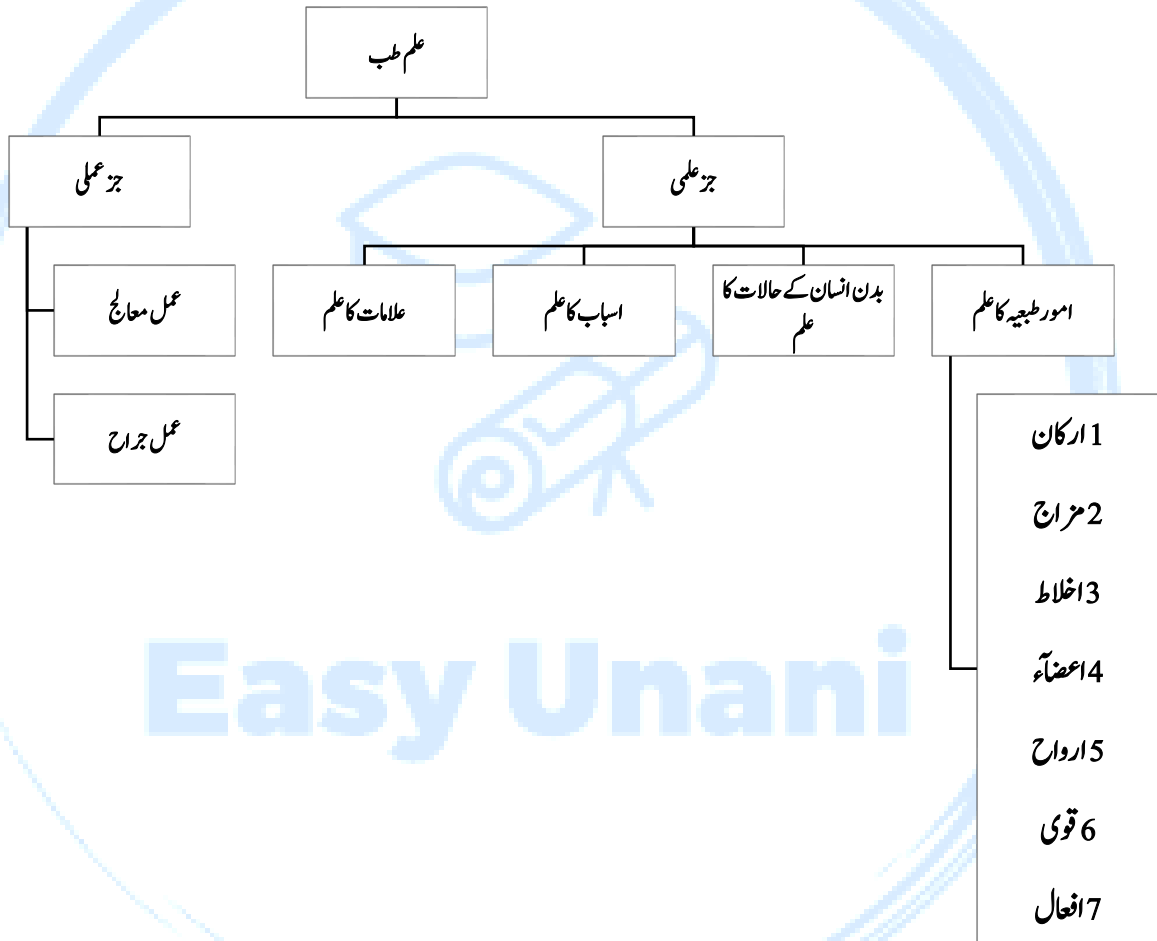 علم طب
جز علمی
جز عملی
امور طبعیہ کا علم
بدن انسان کے حالات کا
علم
اسباب کا علم
علامات کا علم
عمل معالج
عمل جراح
1 ارکان
2 مزاج
3 اخلاط
4 اعضآء
5 ارواح
6 قوی
7 افعال
Easy Unani